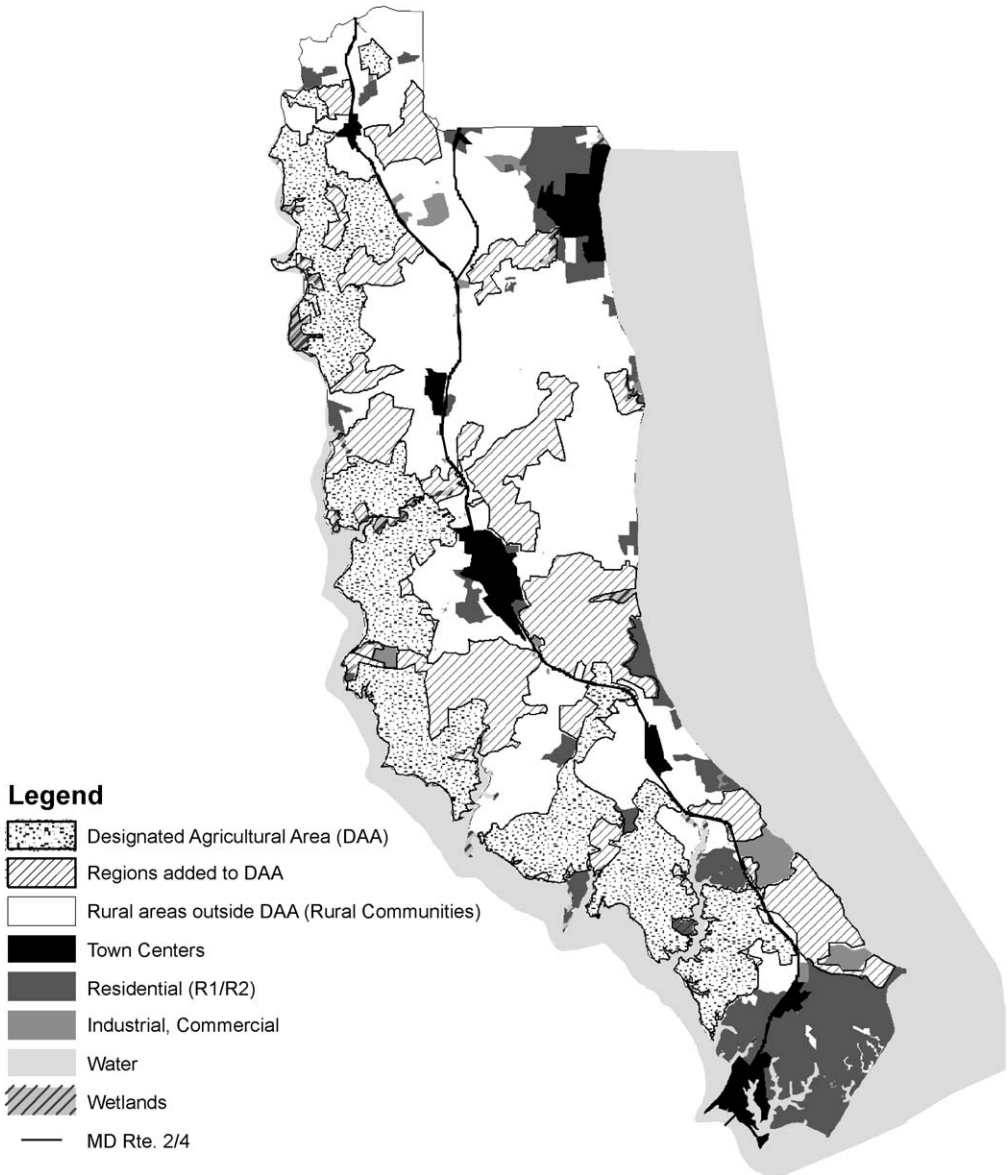 Legend
Designated Agricultural Area (DAA)
Regions added to DAA
Rural areas outside DAA (Rural Communities)
Town Centers
Residential (R1/R2)
Industrial, Commercial
Water
Wetlands
MD Rte. 2/4